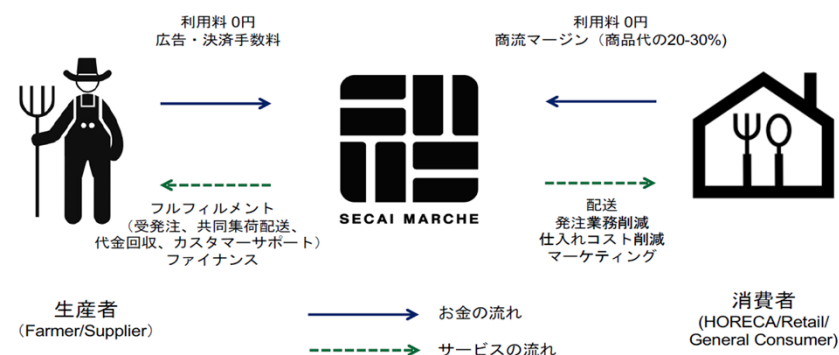 利用料 0円
広告・決済手数料
利用料 0円
商流マージン（商品代の20-30%)
SECAI MARCHE
フルフィルメント
（受発注、共同集荷配送、
代金回収、カスタマーサポート）
ファイナンス
配送
発注業務削減
仕入れコスト削減
マーケティング
生産者
（Farmer/Supplier）
消費者
(HORECA/Retail/
General Consumer)
お金の流れ
サービスの流れ